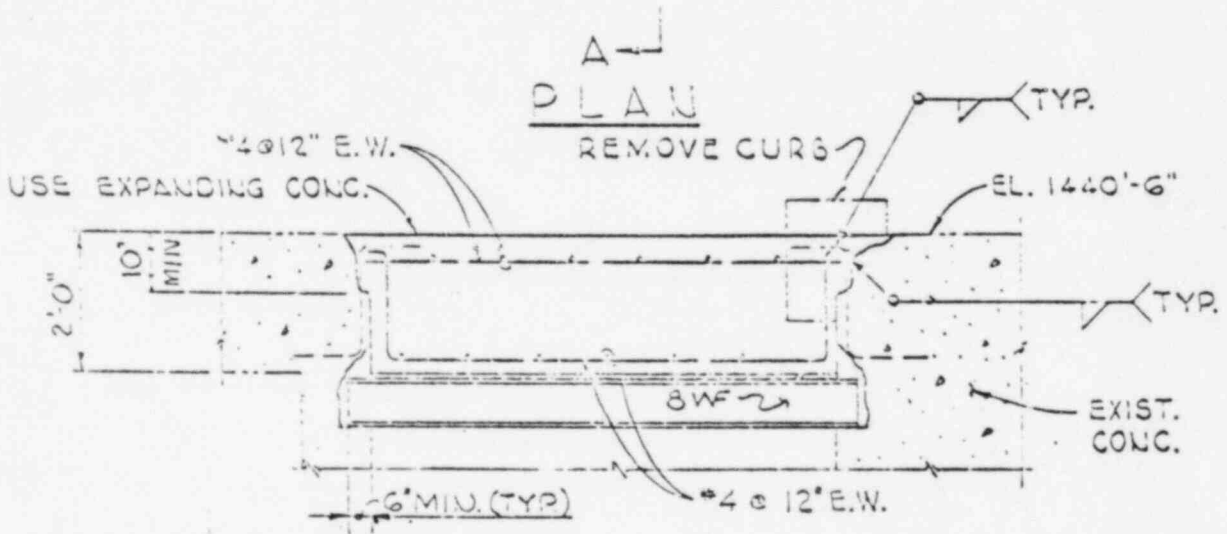 A
PLAN
TYP.
#4@12" E.W.
REMOVE CURB
USE EXPANDING CONC.
EL. 1440'-6"
10" MIN
2'0"
TYP.
8WF
EXIST. CONC.
6" MIN. (TYP)
#4 @ 12" E.W.